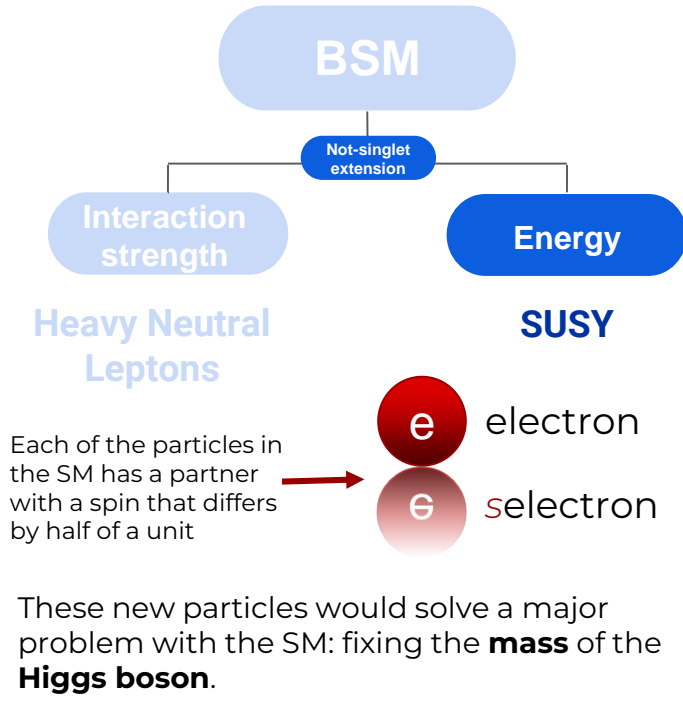 BSM
Not-singlet
extension
Interaction
strength
Energy
Heavy Neutral
Leptons
SUSY
e
electron
Each of the particles in
the SM has a partner
with a spin that differs
by half of a unit
e
selectron
These new particles would solve a major
problem with the SM: fixing the mass of the
Higgs boson.